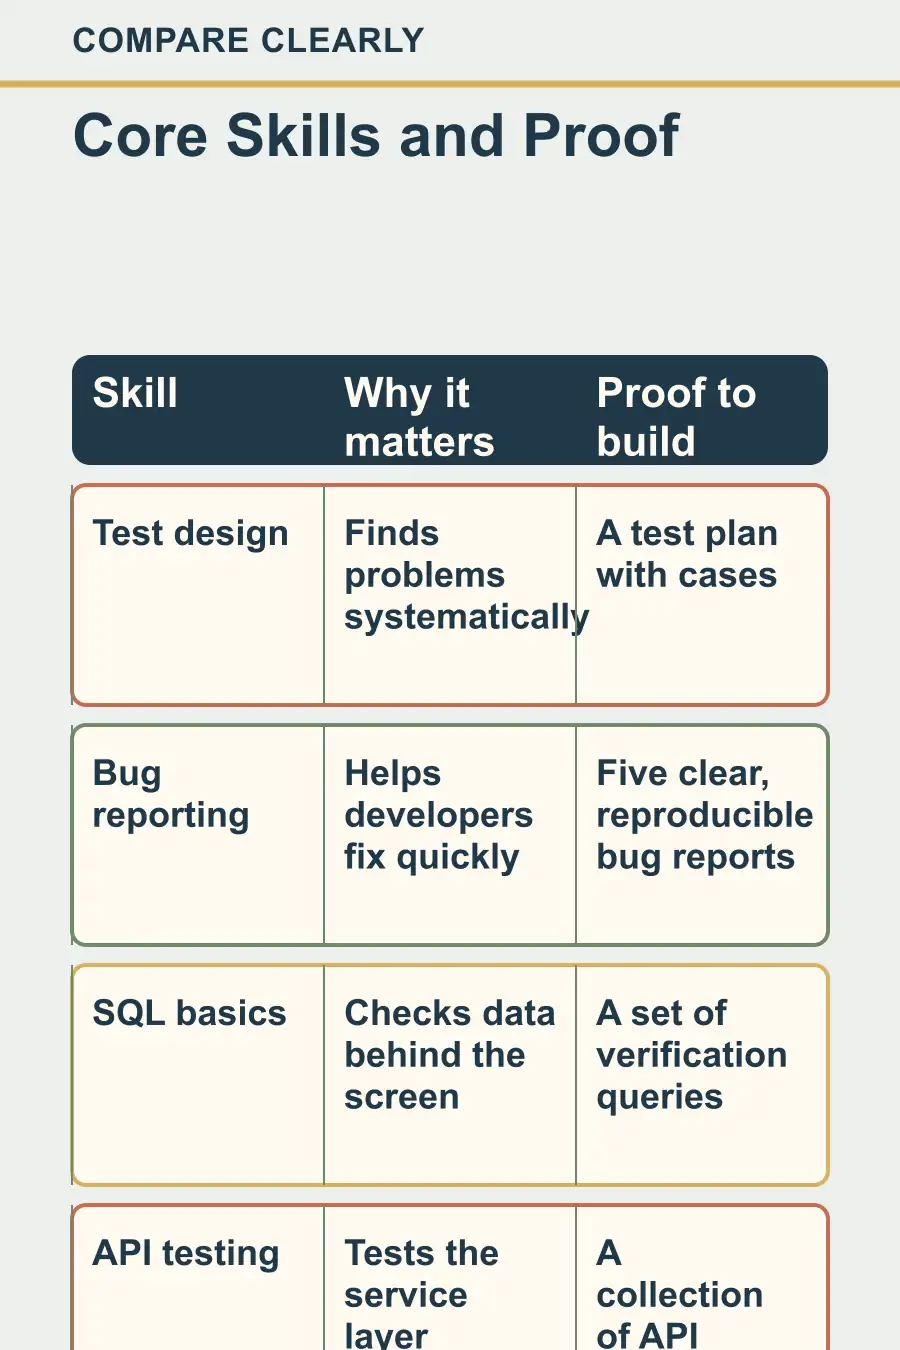 COMPARE CLEARLY
Core Skills and Proof
Skill
Why it
matters
Proof to
build
Test design
Finds
problems
systematically
A test plan
with cases
Bug
reporting
Helps
developers
fix quickly
Five clear,
reproducible
bug reports
SQL basics
Checks data
behind the
screen
A set of
verification
queries
API testing
Tests the
service
layer
A
collection
of API